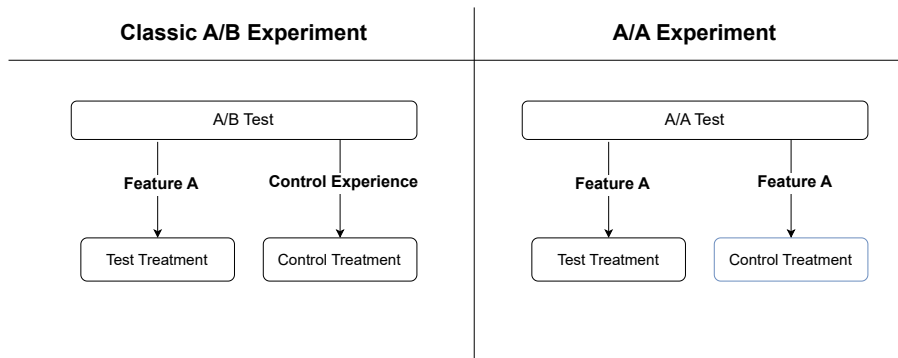 Classic A/B Experiment
A/A Experiment
A/B Test
Feature A
Control Experience
Test Treatment
Control Treatment
A/A Test
Feature A
Feature A
Test Treatment
Control Treatment